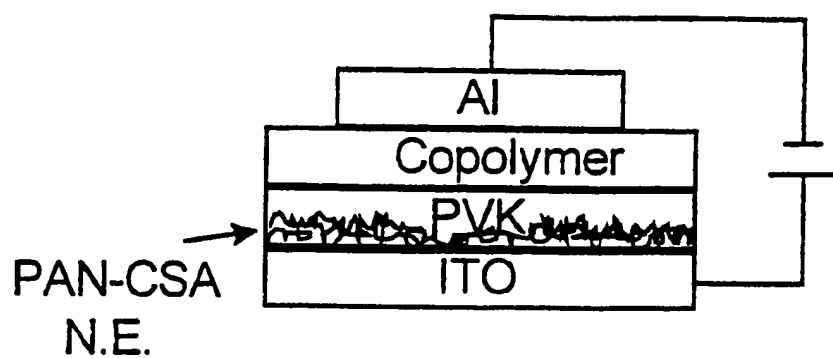 Al
Copolymer
PVK
ITO
PAN-CSA
N.E.